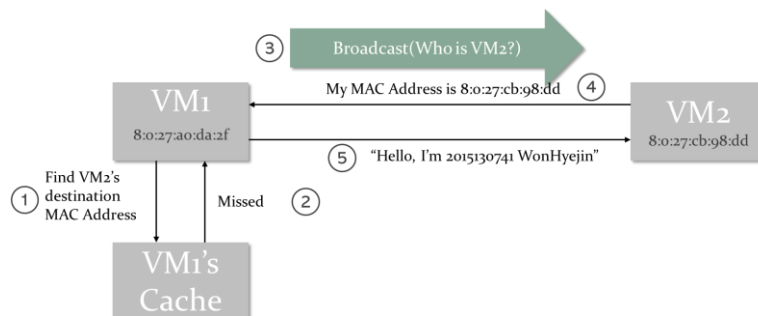 ③
Broadcast(Who is VM2?)
My MAC Address is 8:0:27:cb:98:dd
④
VM1
8:0:27:a0:da:2f
VM2
8:0:27:cb:98:dd
⑤
“Hello, I’m 2015130741 WonHyejin”
①
Find VM2’s
destination
MAC Address
Missed
②
VM1’s
Cache